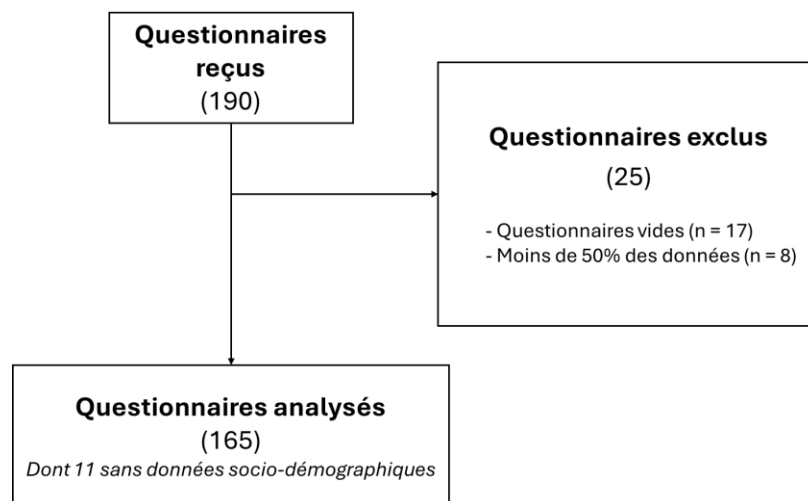 Questionnaires
reçus
(190)
Questionnaires exclus
(25)
- Questionnaires vides (n = 17)
- Moins de 50% des données (n = 8)
Questionnaires analysés
(165)
Dont 11 sans données socio-démographiques